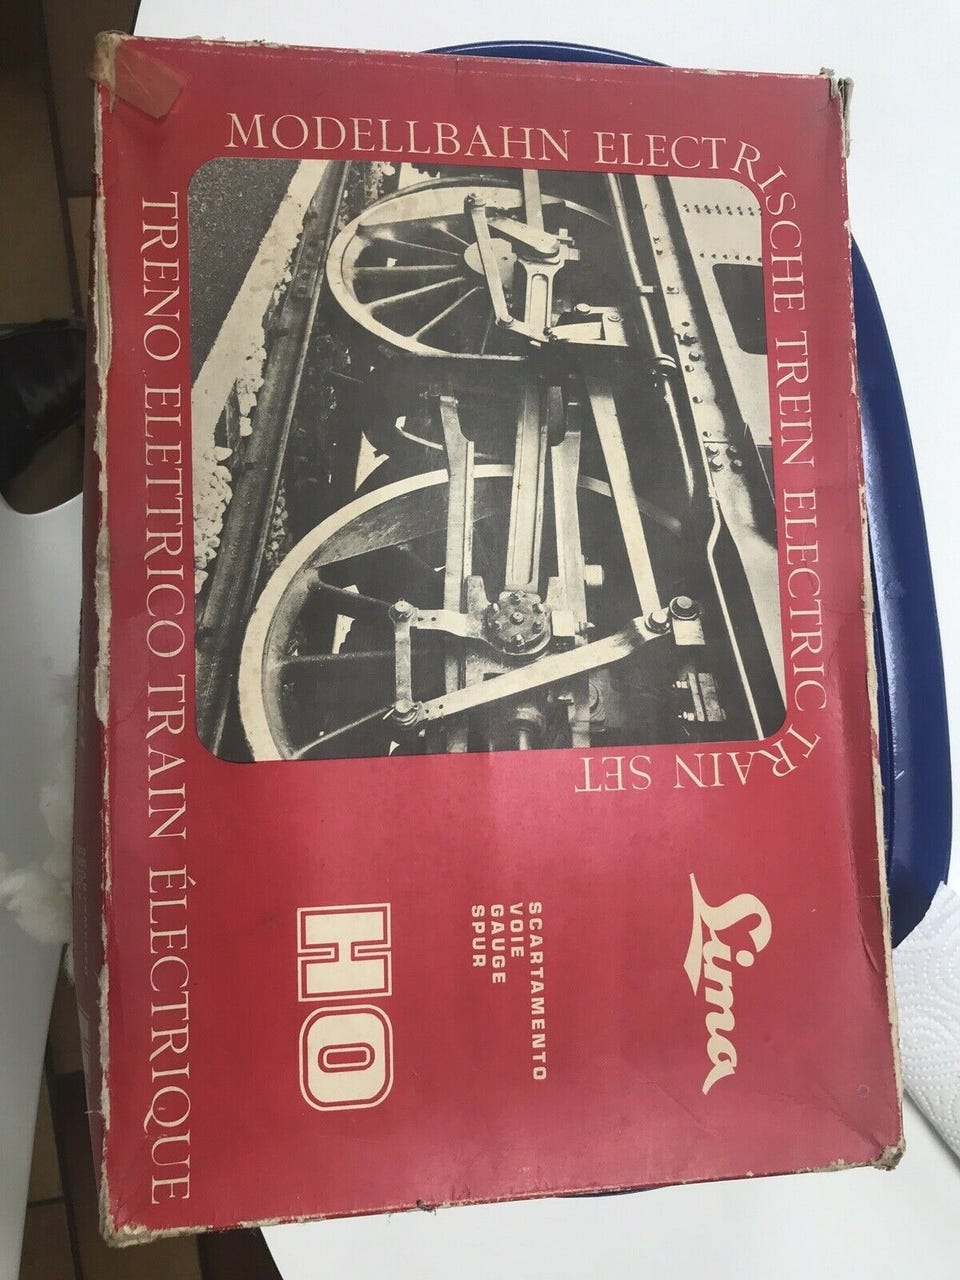 MODELLBAHN ELECTRISCHE TREIN ELECTRIC TRAIN SET
Lima
SCARTAMENTO
VOIE
GAUGE
SPUR
HO
TRENO ELETTRICO TRAIN ÉLECTRIQUE